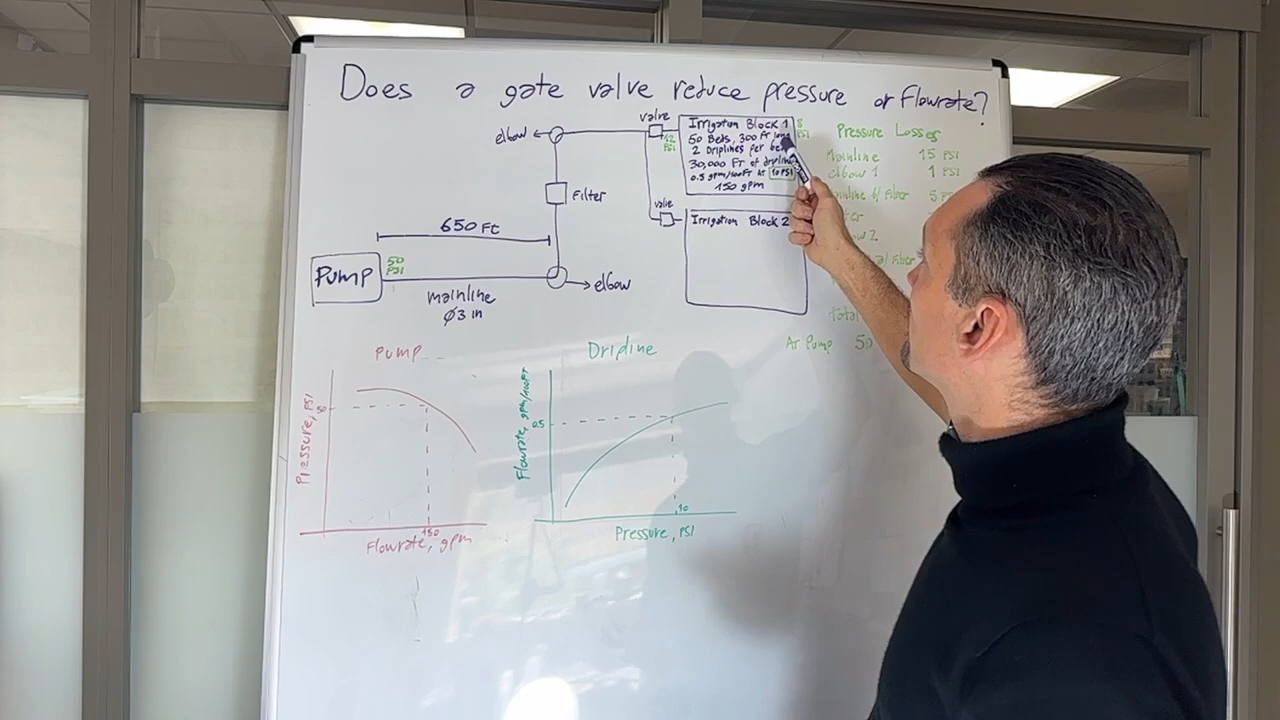 Does a gate valve reduce pressure or Flowrate?
elbow
valve
12 PSI
Irrigation Block 1
50 Beds, 300 FT long
2 Driplines per bed
30,000 FT of dripline
0.5 gpm/100FT At 10 PSI
150 gpm
8 PSI
Filter
valve
Irrigation Block 2
650 FT
Pump
50 PSI
elbow
mainline
Ø3 in
Pressure Losses
Mainline 15 PSI
elbow 1 1 PSI
5 PS
Total
At Pump 50
Pump
Pressure, PSI
50
150
Flowrate, gpm
Dripline
Flowrate, gpm/100FT
0.5
10
Pressure, PSI